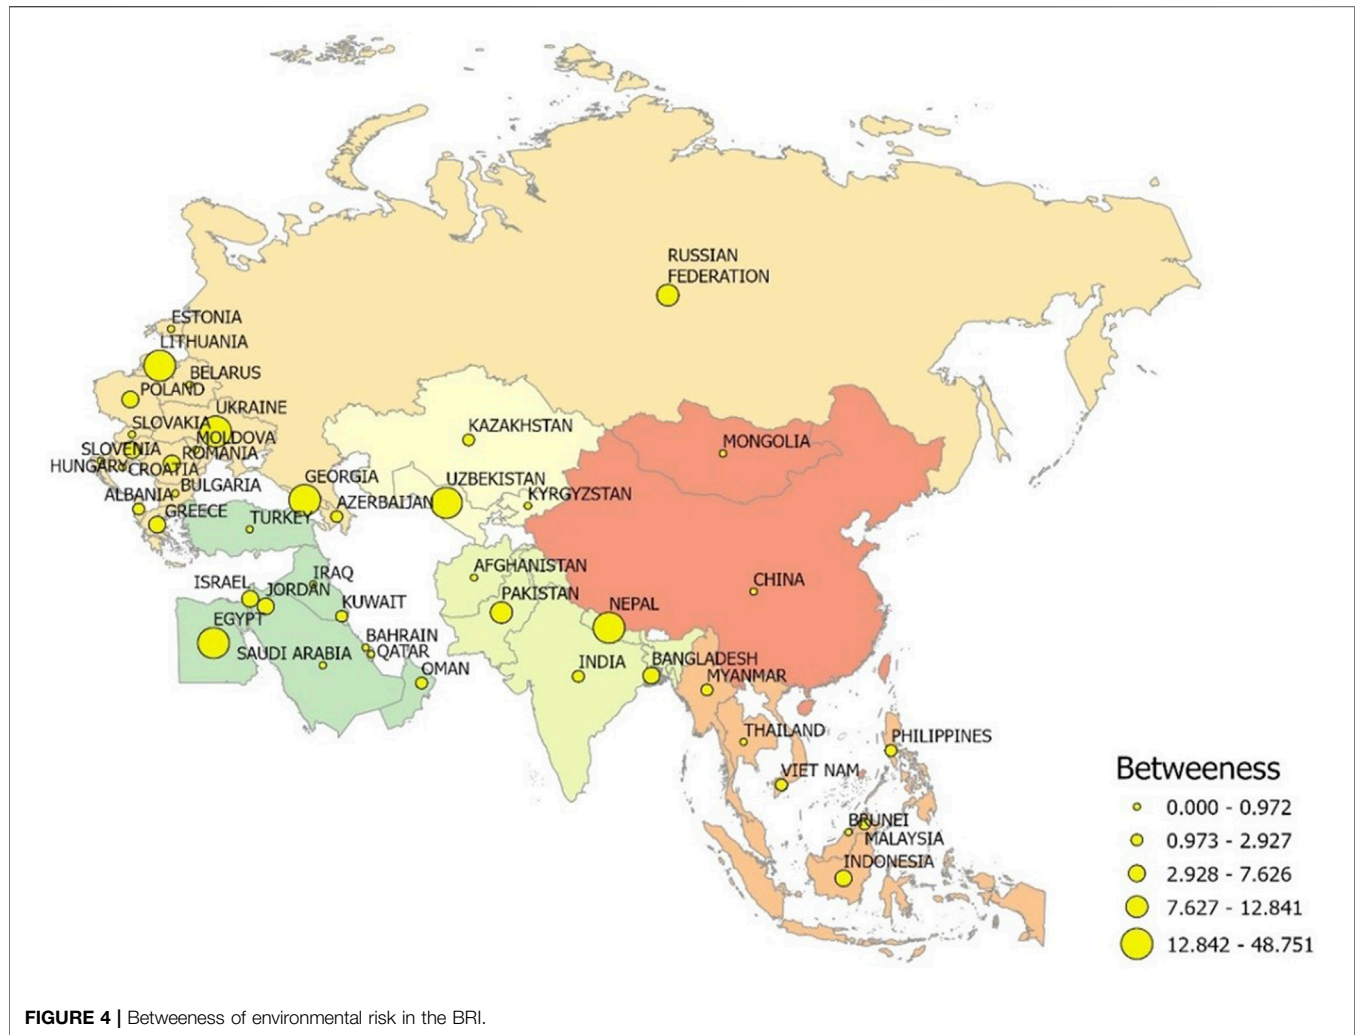 RUSSIAN
FEDERATION
ESTONIA
LITHUANIA
BELARUS
POLAND
UKRAINE
SLOVAKIA
MOLDOVA
SLOVENIA
ROMANIA
HUNGARY
CROATIA
BULGARIA
ALBANIA
GREECE
TURKEY
GEORGIA
AZERBAIJAN
KAZAKHSTAN
UZBEKISTAN
KYRGYZSTAN
MONGOLIA
CHINA
AFGHANISTAN
PAKISTAN
NEPAL
INDIA
BANGLADESH
MYANMAR
ISRAEL
IRAQ
JORDAN
KUWAIT
EGYPT
BAHRAIN
SAUDI ARABIA
QATAR
OMAN
THAILAND
VIET NAM
PHILIPPINES
BRUNEI
MALAYSIA
INDONESIA
Betweeness
0.000 - 0.972
0.973 - 2.927
2.928 - 7.626
7.627 - 12.841
12.842 - 48.751
FIGURE 4 | Betweeness of environmental risk in the BRI.